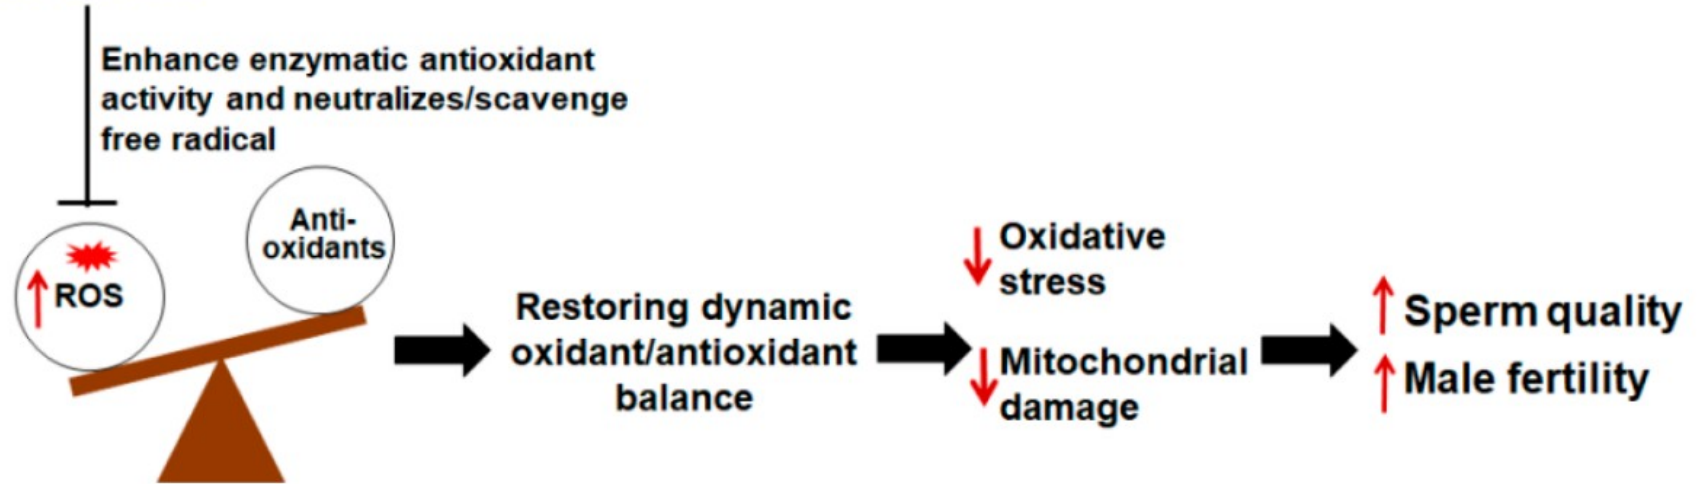 Enhance enzymatic antioxidant
activity and neutralizes/scavenge
free radical
Anti-
oxidants
ROS
Restoring dynamic
oxidant/antioxidant
balance
Oxidative
stress
Mitochondrial
damage
Sperm quality
Male fertility